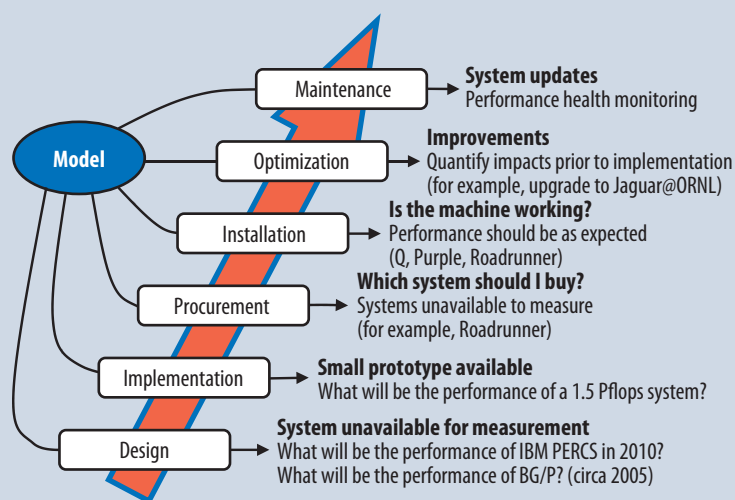 Maintenance
System updates
Performance health monitoring
Model
Optimization
Improvements
Quantify impacts prior to implementation
(for example, upgrade to Jaguar@ORNL)
Installation
Is the machine working?
Performance should be as expected
(Q, Purple, Roadrunner)
Procurement
Which system should I buy?
Systems unavailable to measure
(for example, Roadrunner)
Implementation
Small prototype available
What will be the performance of a 1.5 Pflops system?
Design
System unavailable for measurement
What will be the performance of IBM PERCS in 2010?
What will be the performance of BG/P? (circa 2005)